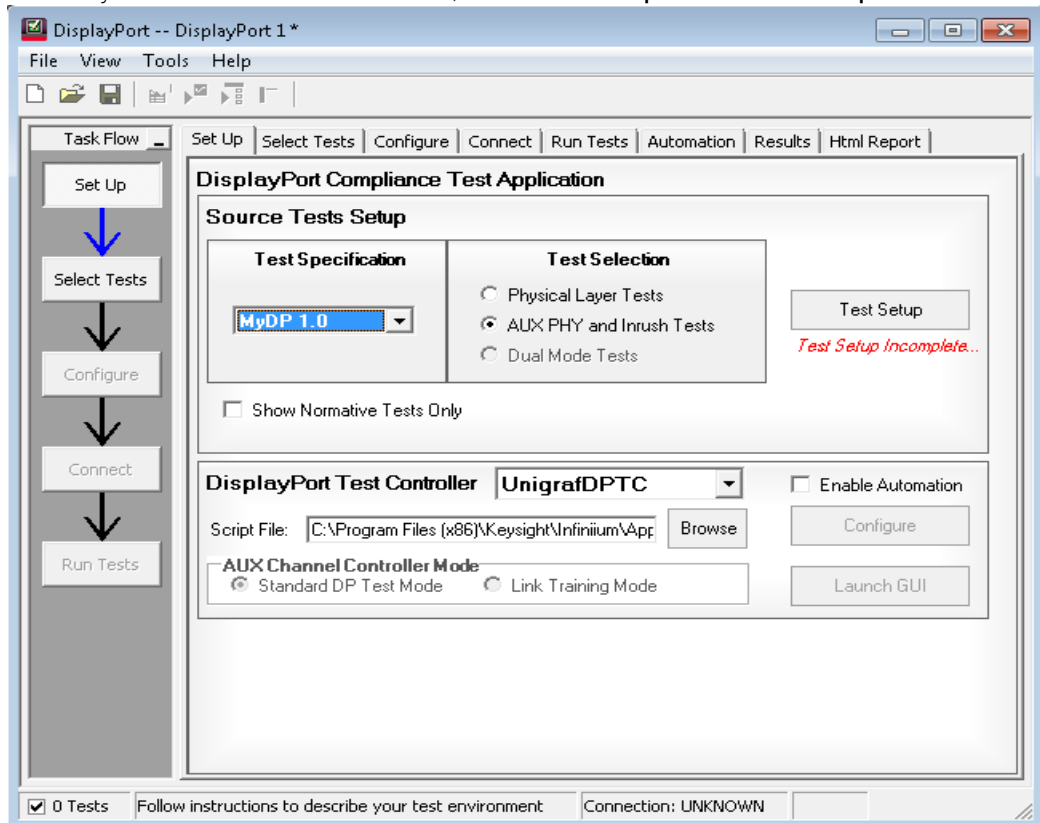 DisplayPort -- DisplayPort 1 *
File View Tools Help
Task Flow
Set Up Select Tests Configure Connect Run Tests Automation Results Html Report
Set Up
Select Tests
Configure
Connect
Run Tests
DisplayPort Compliance Test Application
Source Tests Setup
Test Specification
MyDP 1.0
Test Selection
Physical Layer Tests
AUX PHY and Inrush Tests
Dual Mode Tests
Test Setup
Test Setup Incomplete...
Show Normative Tests Only
DisplayPort Test Controller UnigrafDPTC
Enable Automation
Script File: C:\Program Files (x86)\Keysight\Infiniium\App Browse
Configure
AUX Channel Controller Mode
Standard DP Test Mode Link Training Mode
Launch GUI
0 Tests Follow instructions to describe your test environment Connection: UNKNOWN